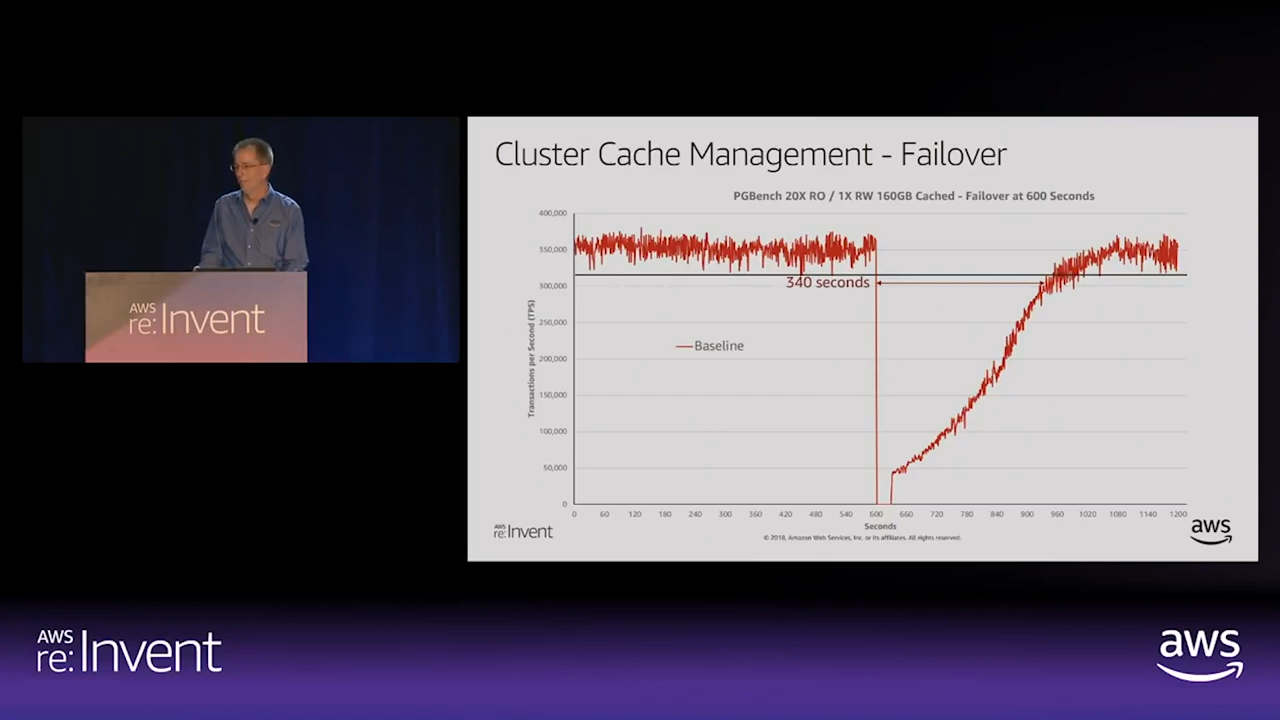 AWS
re:Invent
Cluster Cache Management - Failover
PGBench 20X RO / 1X RW 160GB Cached - Failover at 600 Seconds
Transactions per Second (TPS)
400,000
350,000
300,000
250,000
200,000
150,000
100,000
50,000
0
340 seconds
Baseline
0 60 120 180 240 300 360 420 480 540 600 660 720 780 840 900 960 1020 1080 1140 1200
Seconds
© 2018, Amazon Web Services, Inc. or its affiliates. All rights reserved.
AWS
re:Invent
aws
AWS
re:Invent
aws